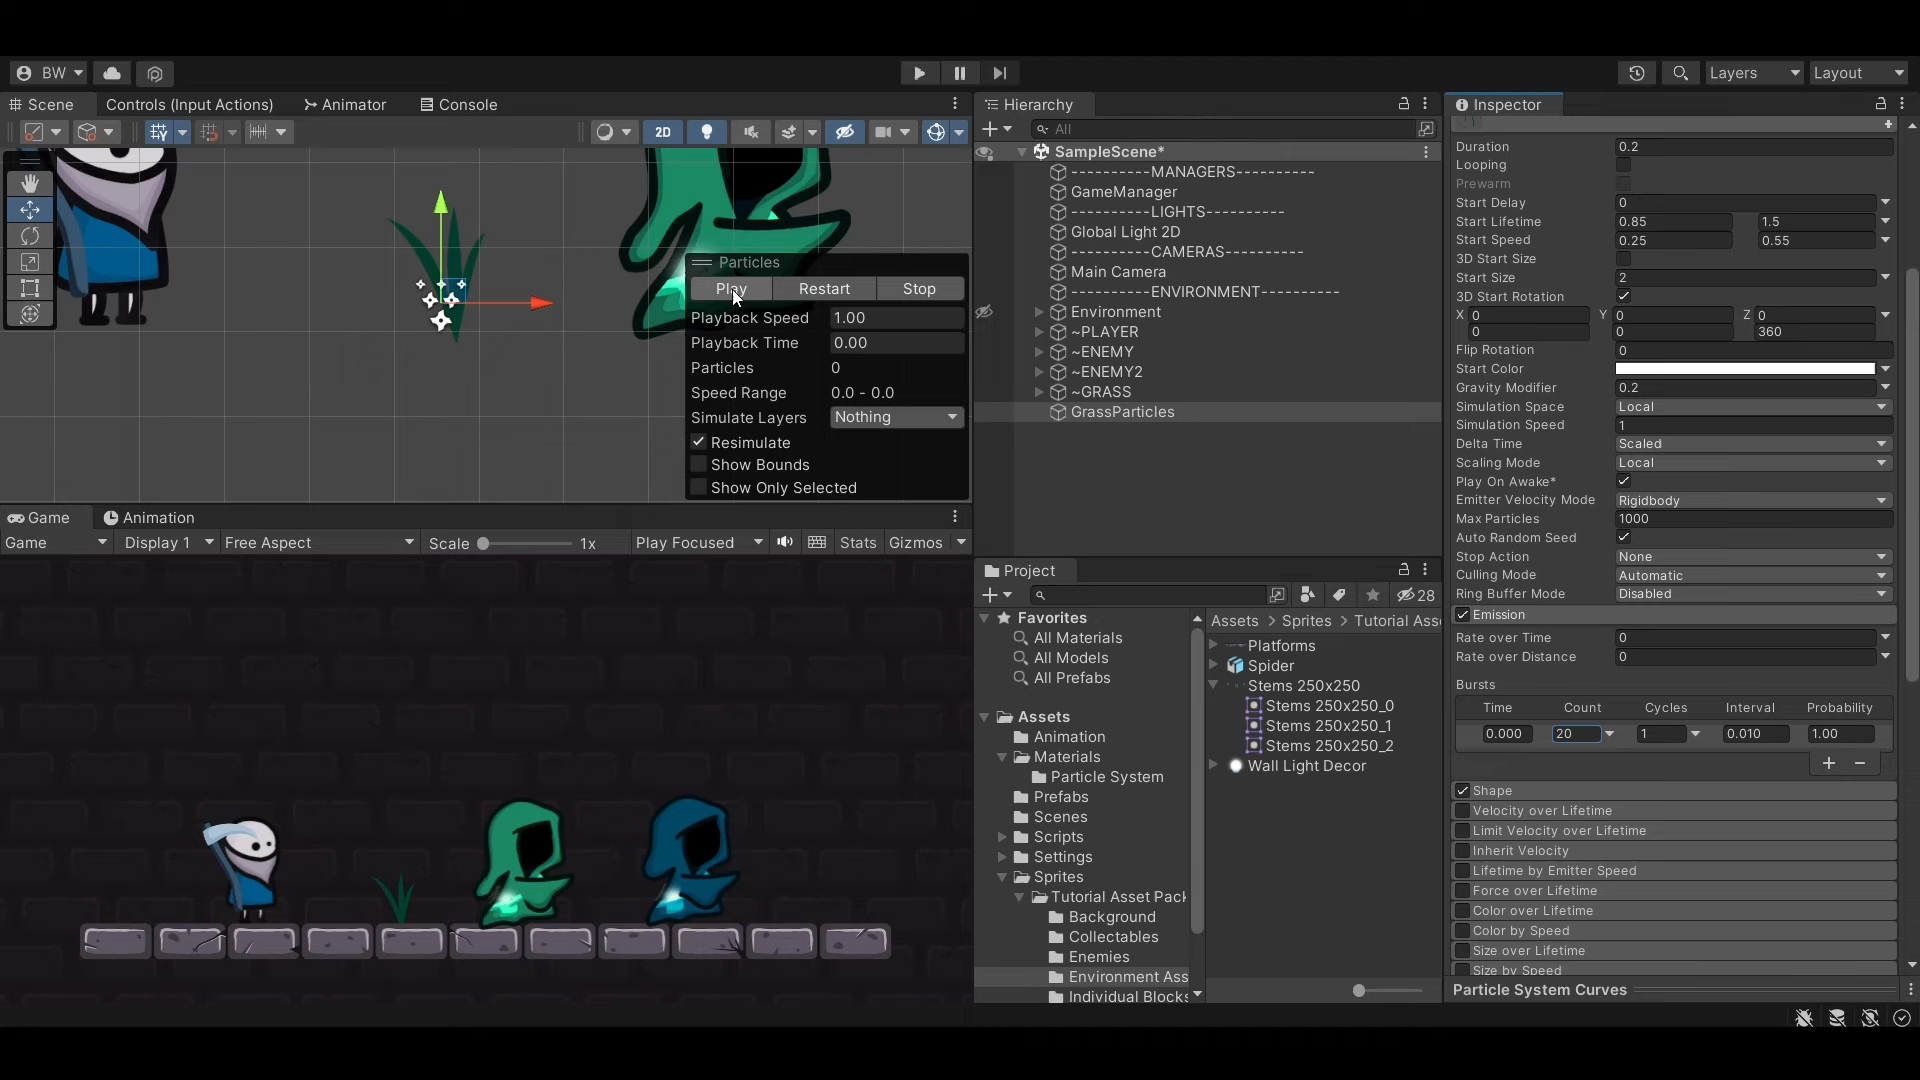 BW
Layers
Layout
Scene
Controls (Input Actions)
Animator
Console
2D
Particles
Play
Restart
Stop
Playback Speed 1.00
Playback Time 0.00
Particles 0
Speed Range 0.0 - 0.0
Simulate Layers Nothing
Resimulate
Show Bounds
Show Only Selected
Game
Animation
Game
Display 1
Free Aspect
Scale 1x
Play Focused
Stats
Gizmos
Hierarchy
All
SampleScene*
----------MANAGERS----------
GameManager
----------LIGHTS----------
Global Light 2D
----------CAMERAS----------
Main Camera
----------ENVIRONMENT----------
Environment
~PLAYER
~ENEMY
~ENEMY2
~GRASS
GrassParticles
Project
28
Favorites
All Materials
All Models
All Prefabs
Assets
Animation
Materials
Particle System
Prefabs
Scenes
Scripts
Settings
Sprites
Tutorial Asset Pack
Background
Collectables
Enemies
Environment Ass
Individual Blocks
Assets > Sprites > Tutorial Asse
Platforms
Spider
Stems 250x250
Stems 250x250_0
Stems 250x250_1
Stems 250x250_2
Wall Light Decor
Inspector
Duration 0.2
Looping
Prewarm
Start Delay 0
Start Lifetime 0.85 1.5
Start Speed 0.25 0.55
3D Start Size
Start Size 2
3D Start Rotation
X 0 Y 0 Z 0
0 0 360
Flip Rotation 0
Start Color
Gravity Modifier 0.2
Simulation Space Local
Simulation Speed 1
Delta Time Scaled
Scaling Mode Local
Play On Awake*
Emitter Velocity Mode Rigidbody
Max Particles 1000
Auto Random Seed
Stop Action None
Culling Mode Automatic
Ring Buffer Mode Disabled
Emission
Rate over Time 0
Rate over Distance 0
Bursts
Time Count Cycles Interval Probability
0.000 20 1 0.010 1.00
Shape
Velocity over Lifetime
Limit Velocity over Lifetime
Inherit Velocity
Lifetime by Emitter Speed
Force over Lifetime
Color over Lifetime
Color by Speed
Size over Lifetime
Size by Speed
Particle System Curves